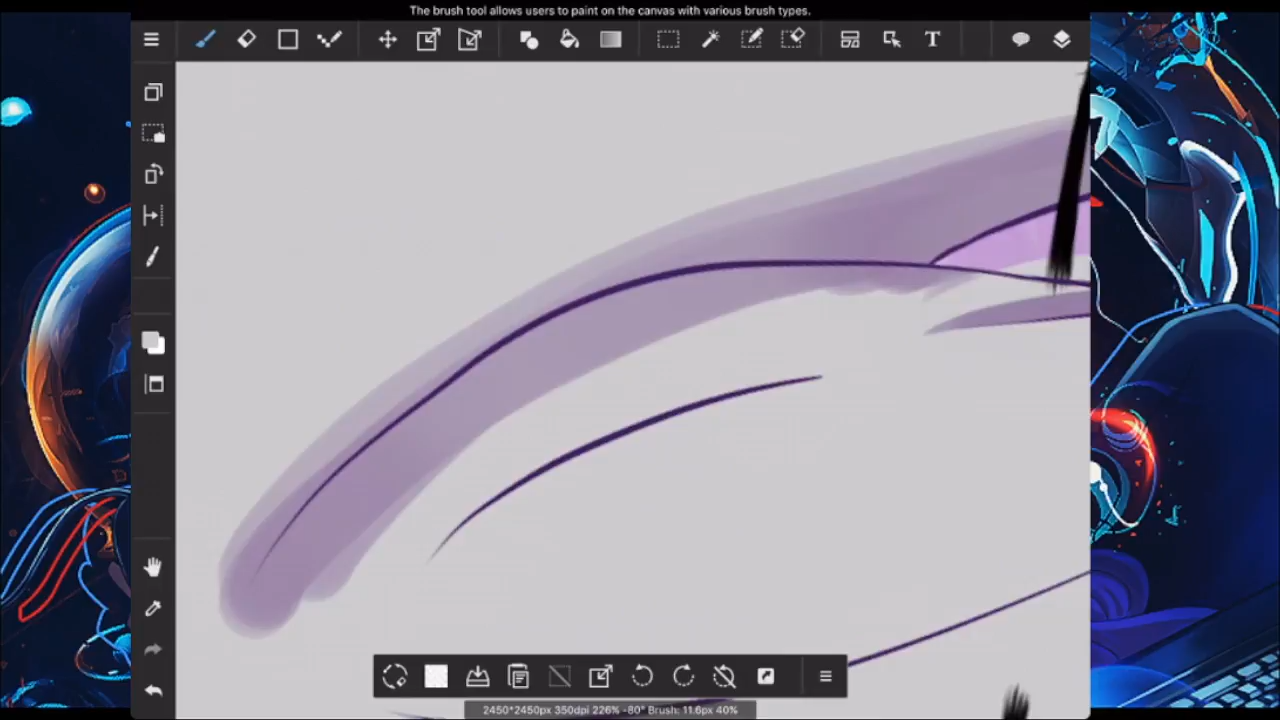 The brush tool allows users to paint on the canvas with various brush types.
T
2450*2450px 350dpi 226% -80° Brush: 11.6px 40%